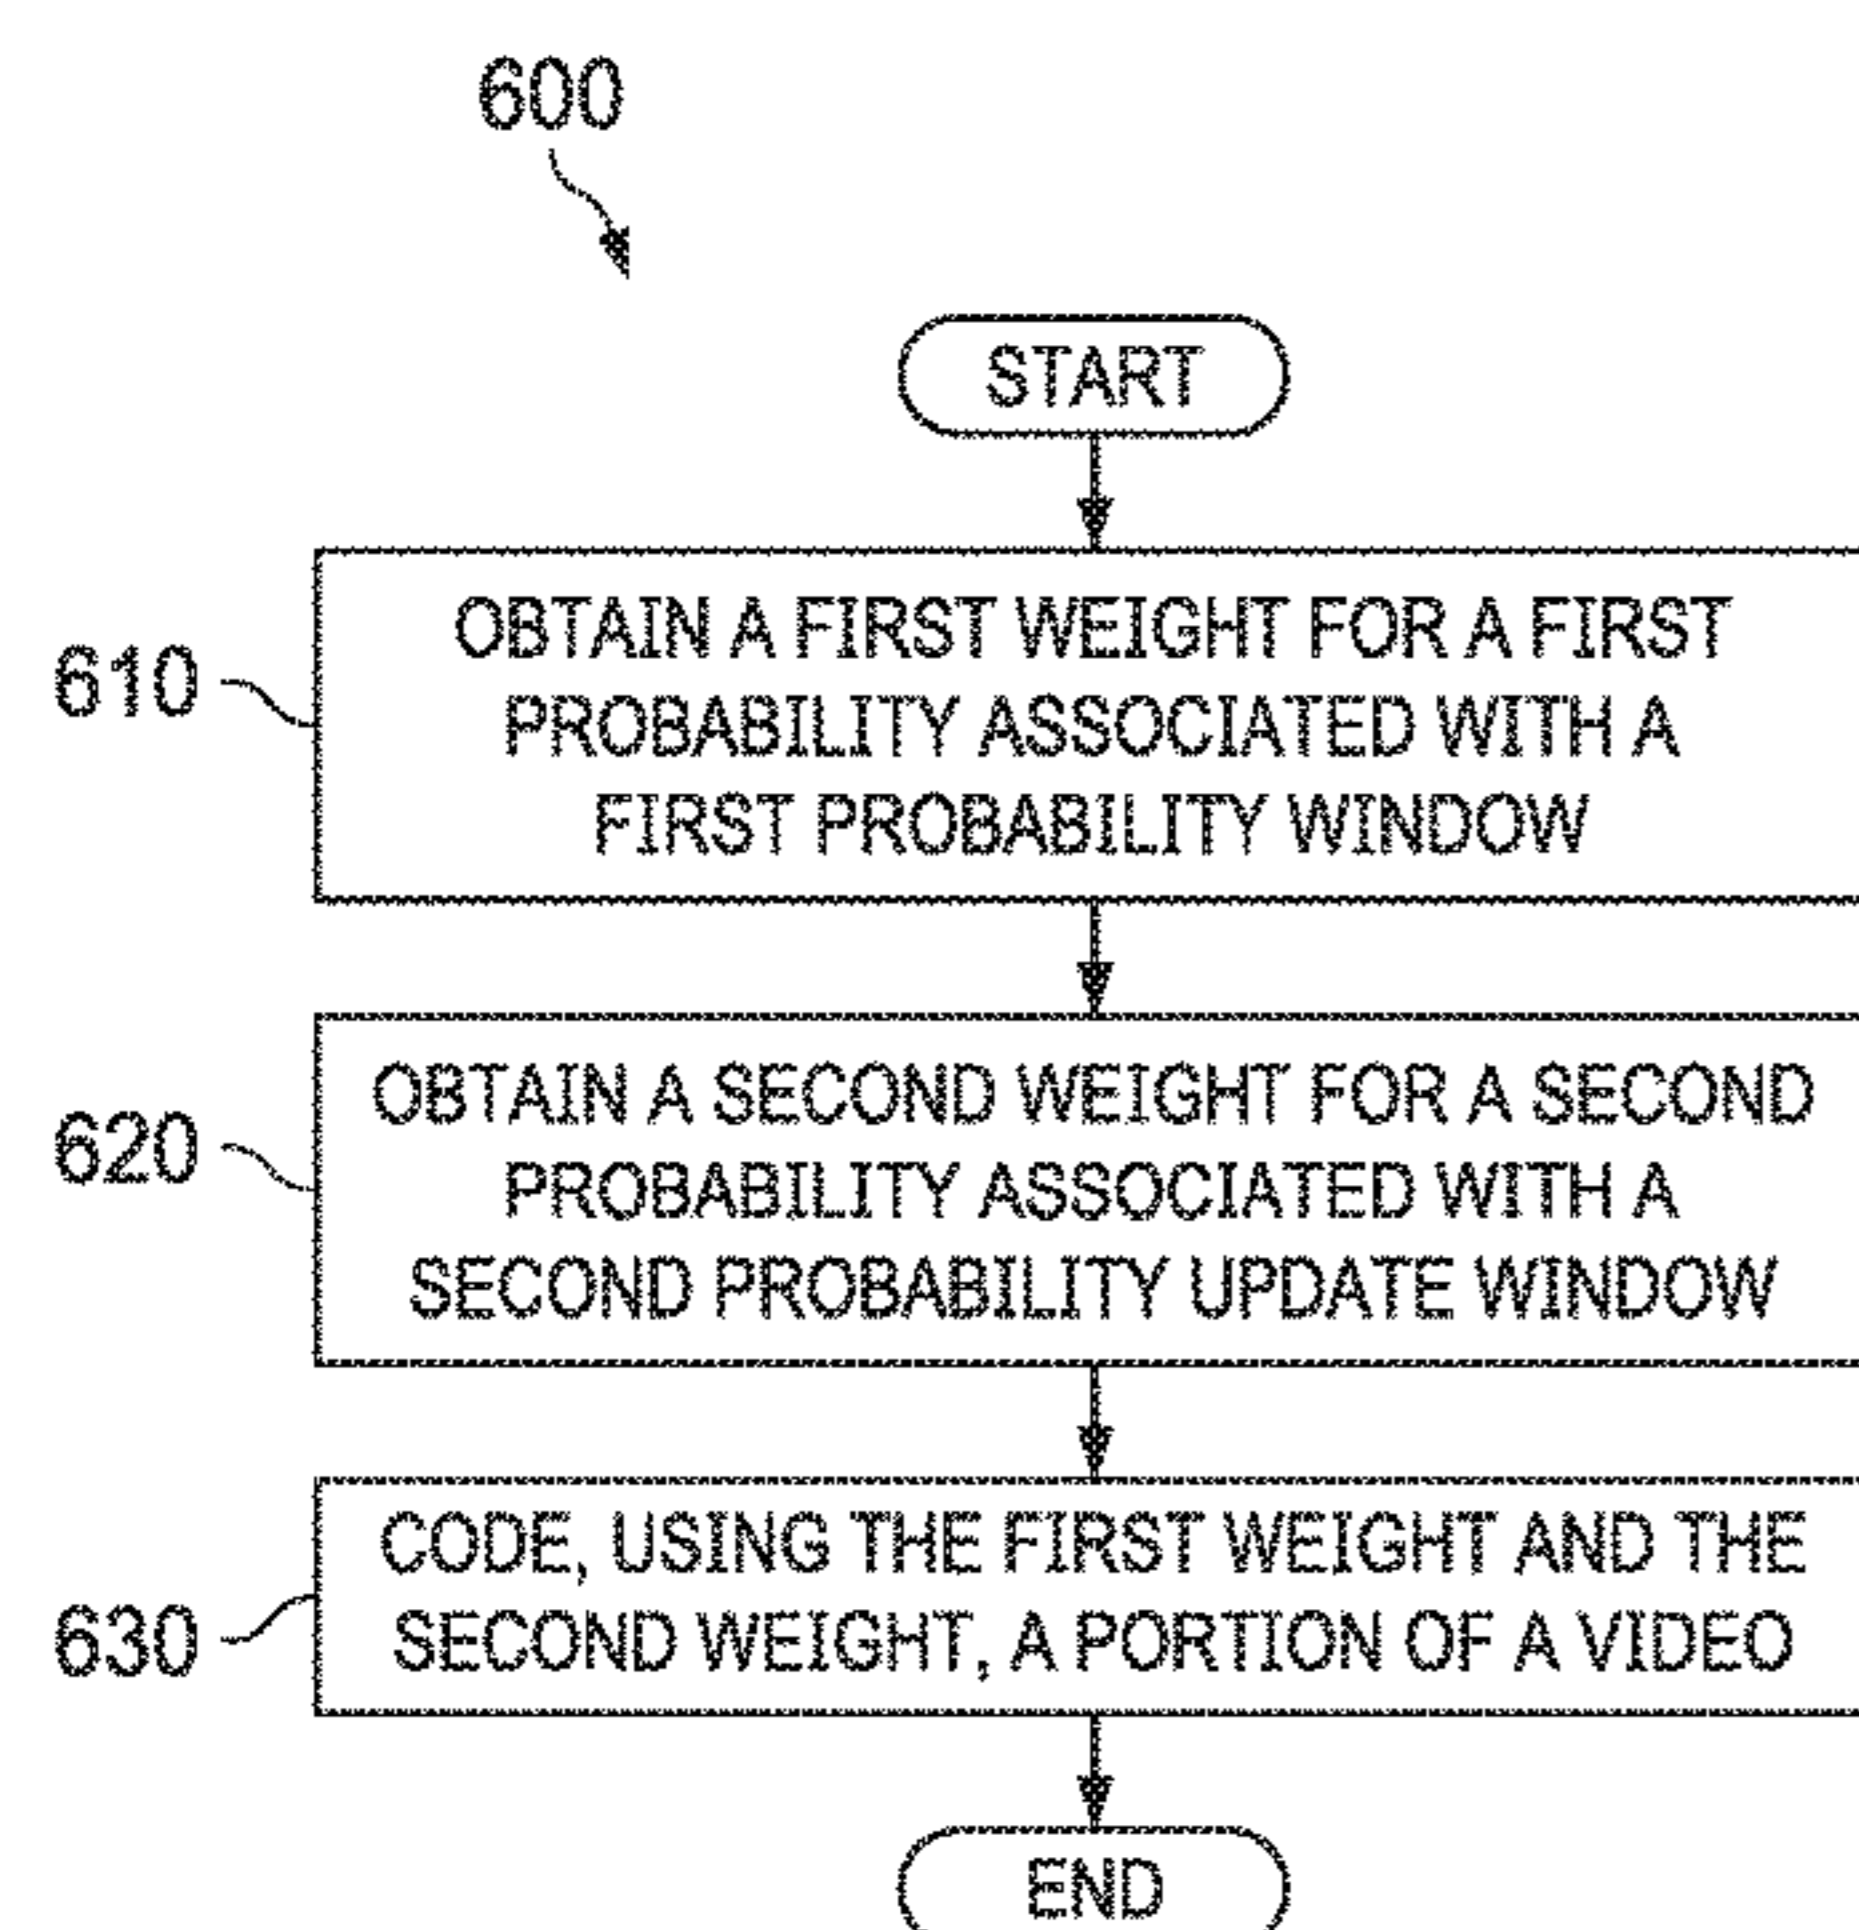 600
START
610
OBTAIN A FIRST WEIGHT FOR A FIRST
PROBABILITY ASSOCIATED WITH A
FIRST PROBABILITY WINDOW
620
OBTAIN A SECOND WEIGHT FOR A SECOND
PROBABILITY ASSOCIATED WITH A
SECOND PROBABILITY UPDATE WINDOW
630
CODE, USING THE FIRST WEIGHT AND THE
SECOND WEIGHT, A PORTION OF A VIDEO
END